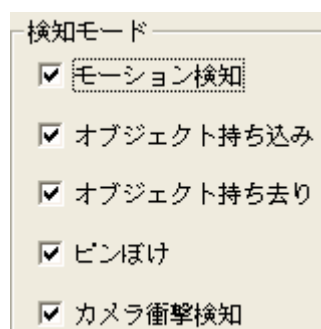 検知モード
モーション検知
オブジェクト持ち込み
オブジェクト持ち去り
ピンぼけ
カメラ衝撃検知